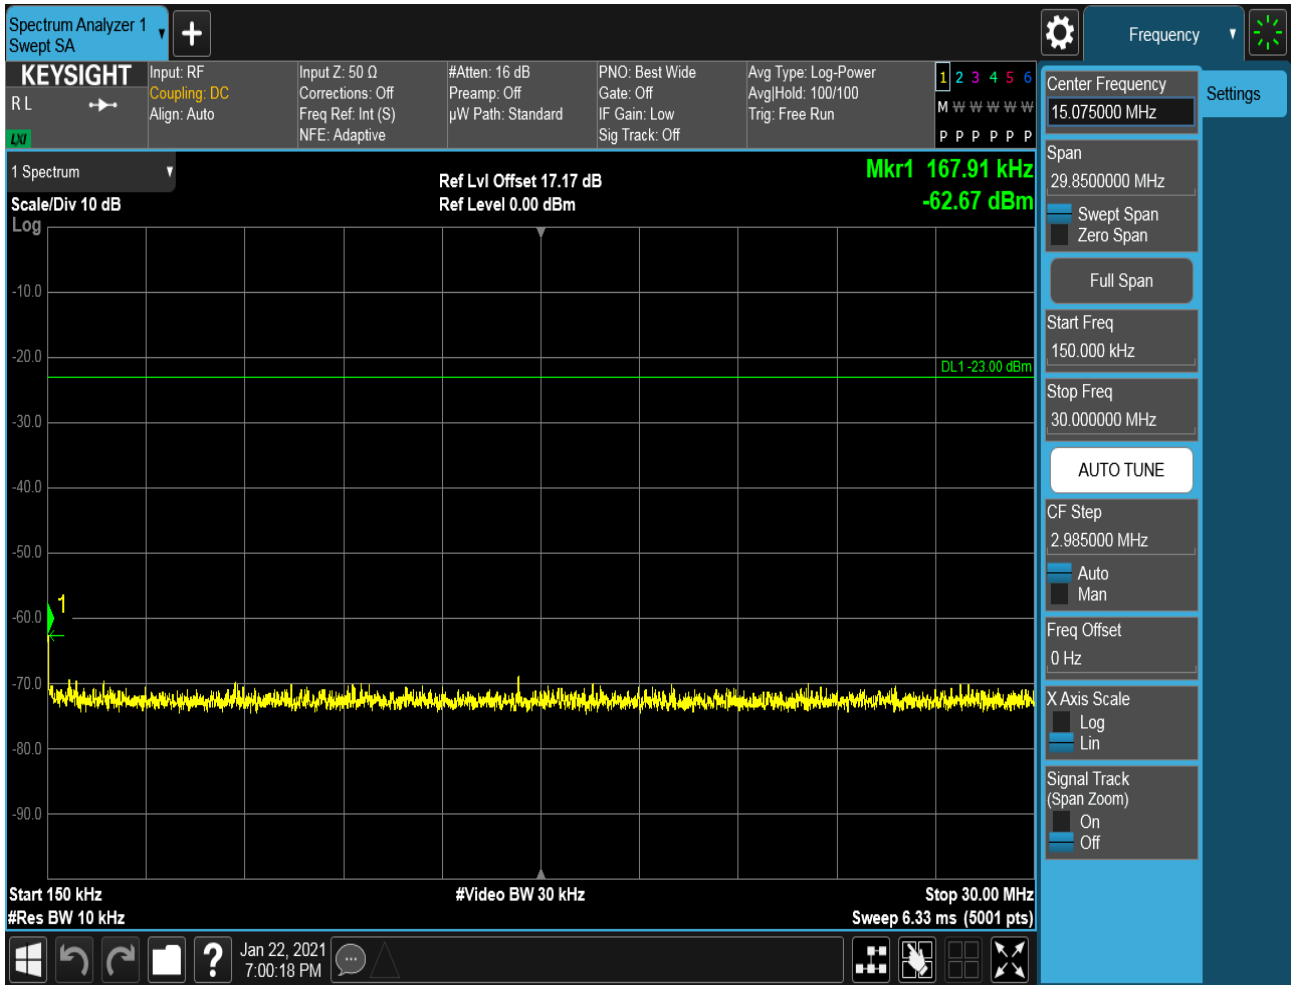 Spectrum Analyzer 1
Swept SA
Frequency
KEYSIGHT
R L
LXI
Input: RF
Coupling: DC
Align: Auto
Input Z: 50 Ω
Corrections: Off
Freq Ref: Int (S)
NFE: Adaptive
#Atten: 16 dB
Preamp: Off
µW Path: Standard
PNO: Best Wide
Gate: Off
IF Gain: Low
Sig Track: Off
Avg Type: Log-Power
Avg|Hold: 100/100
Trig: Free Run
1 2 3 4 5 6
M W W W W W
P P P P P P
1 Spectrum
Scale/Div 10 dB
Log
Ref Lvl Offset 17.17 dB
Ref Level 0.00 dBm
Mkr1 167.91 kHz
-62.67 dBm
-10.0
-20.0
DL1 -23.00 dBm
-30.0
-40.0
-50.0
1
-60.0
-70.0
-80.0
-90.0
Start 150 kHz
#Res BW 10 kHz
#Video BW 30 kHz
Stop 30.00 MHz
Sweep 6.33 ms (5001 pts)
?
Jan 22, 2021
7:00:18 PM
Center Frequency
15.075000 MHz
Settings
Span
29.8500000 MHz
Swept Span
Zero Span
Full Span
Start Freq
150.000 kHz
Stop Freq
30.000000 MHz
AUTO TUNE
CF Step
2.985000 MHz
Auto
Man
Freq Offset
0 Hz
X Axis Scale
Log
Lin
Signal Track
(Span Zoom)
On
Off